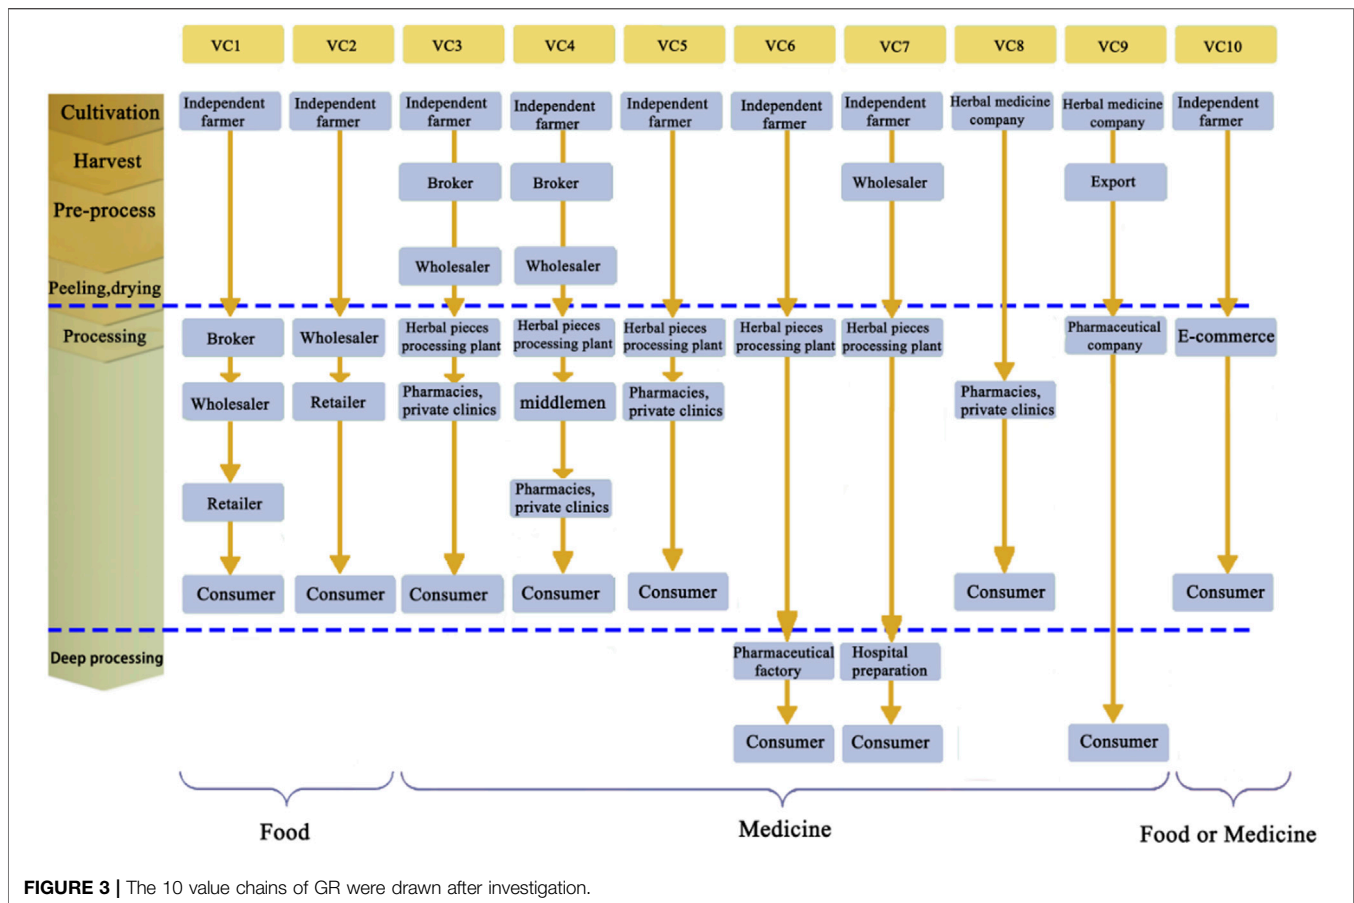 VC1 VC2 VC3 VC4 VC5 VC6 VC7 VC8 VC9 VC10
Cultivation
Harvest
Pre-process
Peeling,drying
Processing
Deep processing
Independent
farmer
Broker
Wholesaler
Retailer
Consumer
Independent
farmer
Wholesaler
Retailer
Consumer
Independent
farmer
Broker
Wholesaler
Herbal pieces
processing plant
Pharmacies,
private clinics
Consumer
Independent
farmer
Broker
Wholesaler
Herbal pieces
processing plant
middlemen
Pharmacies,
private clinics
Consumer
Independent
farmer
Herbal pieces
processing plant
Pharmacies,
private clinics
Consumer
Independent
farmer
Herbal pieces
processing plant
Pharmaceutical
factory
Consumer
Independent
farmer
Wholesaler
Herbal pieces
processing plant
Hospital
preparation
Consumer
Herbal medicine
company
Pharmacies,
private clinics
Consumer
Herbal medicine
company
Export
Pharmaceutical
company
Consumer
Independent
farmer
E-commerce
Consumer
Food
Medicine
Food or Medicine
FIGURE 3 | The 10 value chains of GR were drawn after investigation.